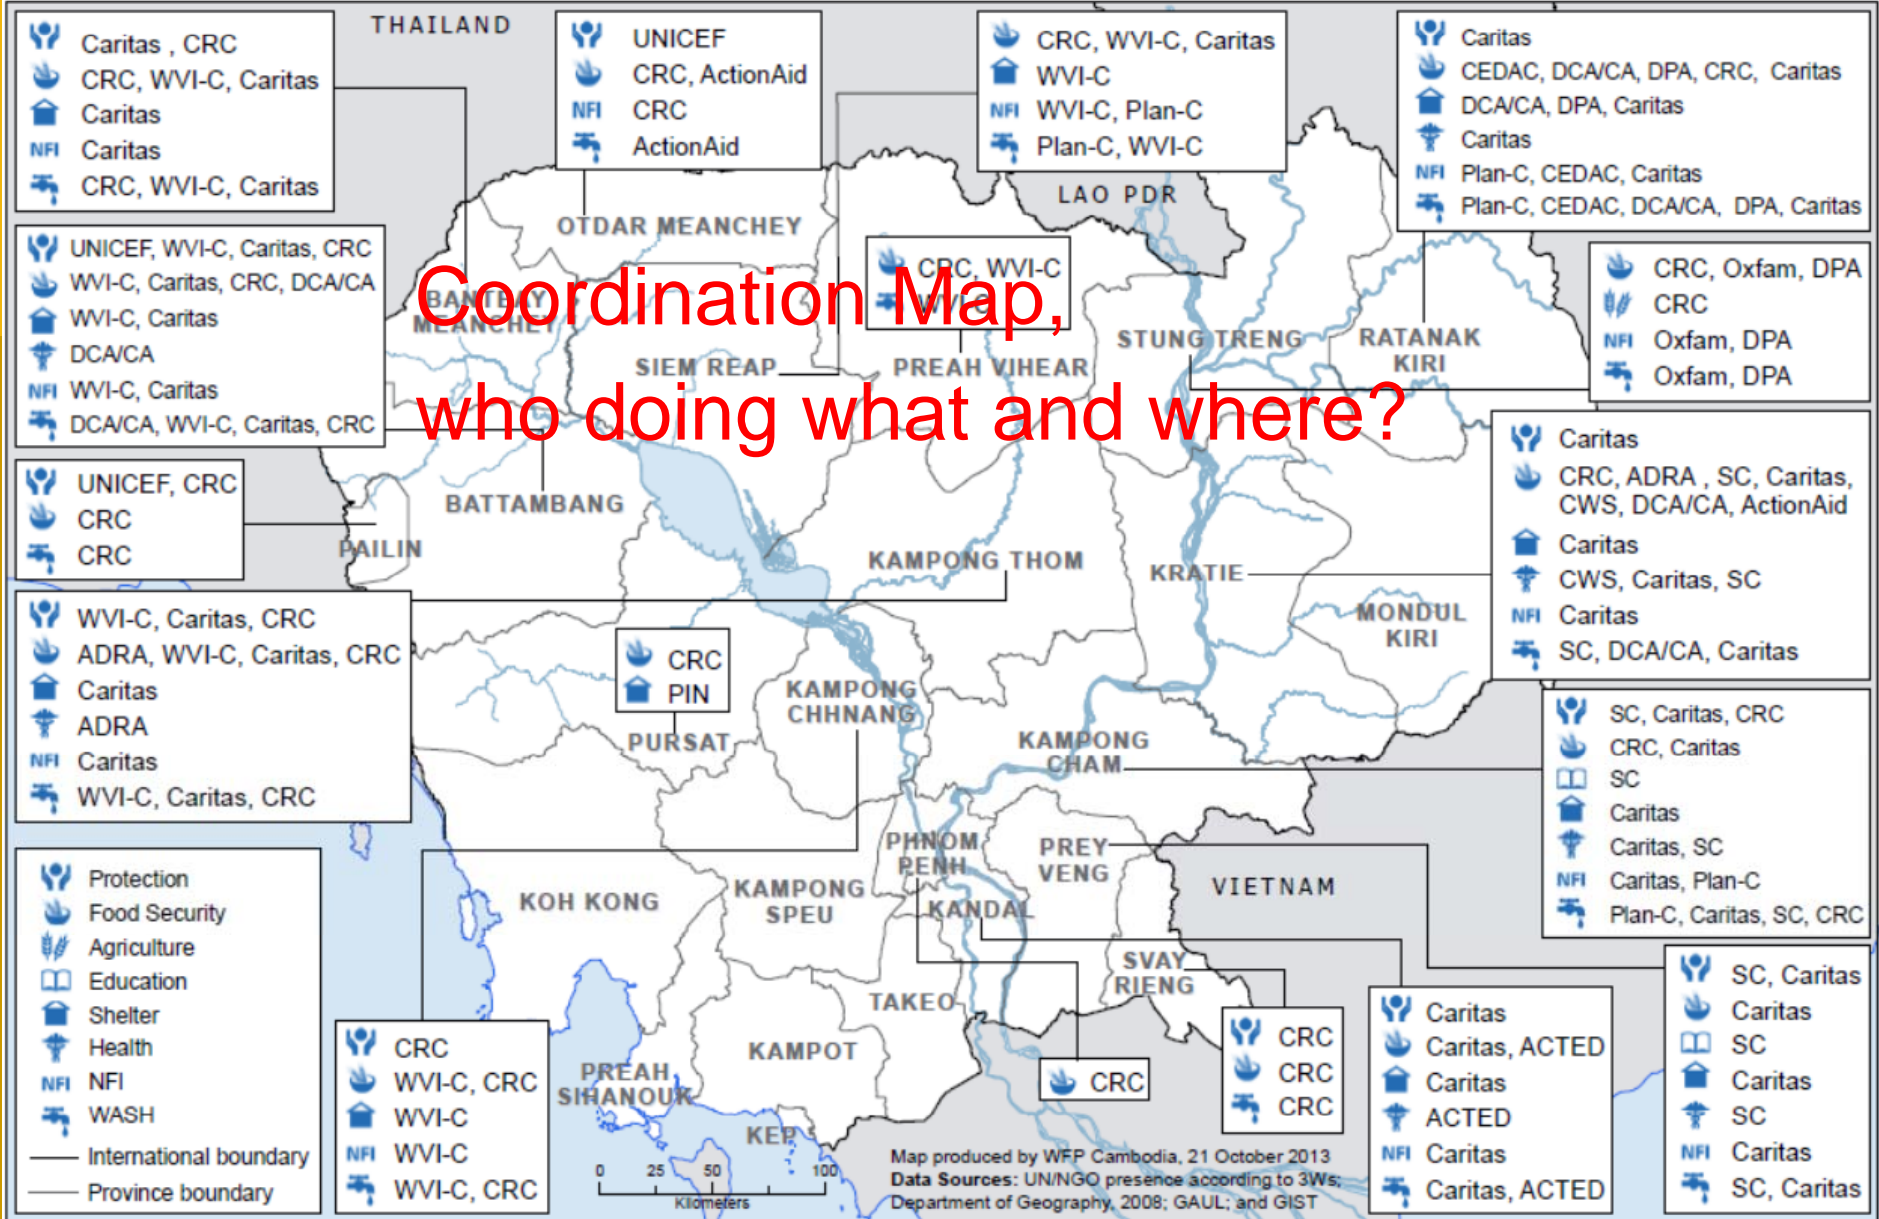 THAILAND
Caritas , CRC
CRC, WVI-C, Caritas
Caritas
NFI Caritas
CRC, WVI-C, Caritas
UNICEF
CRC, ActionAid
NFI CRC
ActionAid
CRC, WVI-C, Caritas
WVI-C
NFI WVI-C, Plan-C
Plan-C, WVI-C
Caritas
CEDAC, DCA/CA, DPA, CRC, Caritas
DCA/CA, DPA, Caritas
Caritas
NFI Plan-C, CEDAC, Caritas
Plan-C, CEDAC, DCA/CA, DPA, Caritas
LAO PDR
OTDAR MEANCHEY
UNICEF, WVI-C, Caritas, CRC
WVI-C, Caritas, CRC, DCA/CA
WVI-C, Caritas
DCA/CA
NFI WVI-C, Caritas
DCA/CA, WVI-C, Caritas, CRC
CRC, WVI-C
WVI-C
CRC, Oxfam, DPA
CRC
NFI Oxfam, DPA
Oxfam, DPA
Coordination Map,
who doing what and where?
BANTEAY
MEANCHEY
SIEM REAP
PREAH VIHEAR
STUNG TRENG
RATANAK
KIRI
UNICEF, CRC
CRC
CRC
Caritas
CRC, ADRA , SC, Caritas,
CWS, DCA/CA, ActionAid
Caritas
CWS, Caritas, SC
NFI Caritas
SC, DCA/CA, Caritas
BATTAMBANG
PAILIN
KAMPONG THOM
KRATIE
MONDUL
KIRI
WVI-C, Caritas, CRC
ADRA, WVI-C, Caritas, CRC
Caritas
ADRA
NFI Caritas
WVI-C, Caritas, CRC
CRC
PIN
PURSAT
KAMPONG
CHHNANG
KAMPONG
CHAM
SC, Caritas, CRC
CRC, Caritas
SC
Caritas
Caritas, SC
NFI Caritas, Plan-C
Plan-C, Caritas, SC, CRC
PHNOM
PENH
PREY
VENG
VIETNAM
KOH KONG
KAMPONG
SPEU
KANDAL
SVAY
RIENG
TAKEO
KAMPOT
PREAH
SIHANOUK
KEP
Protection
Food Security
Agriculture
Education
Shelter
Health
NFI NFI
WASH
International boundary
Province boundary
CRC
WVI-C, CRC
WVI-C
NFI WVI-C
WVI-C, CRC
CRC
CRC
CRC
CRC
Caritas
Caritas, ACTED
Caritas
ACTED
NFI Caritas
Caritas, ACTED
SC, Caritas
Caritas
SC
Caritas
SC
NFI Caritas
SC, Caritas
0 25 50 100
Kilometers
Map produced by WFP Cambodia, 21 October 2013
Data Sources: UN/NGO presence according to 3Ws;
Department of Geography, 2008; GAUL; and GIST